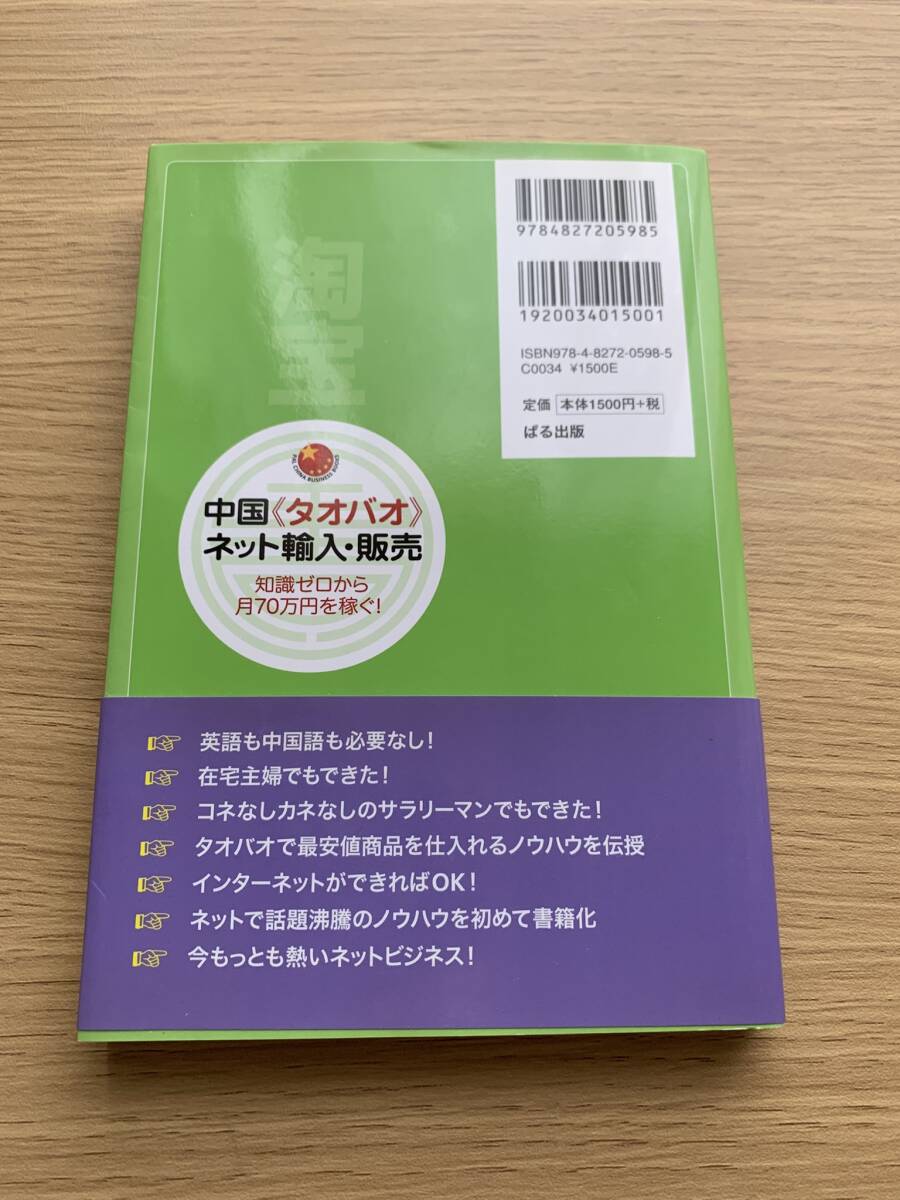 9784827205985
1920034015001
ISBN978-4-8272-0598-5
C0034 ¥1500E
定価 本体1500円+税
ぱる出版
淘宝
PAL CHINA BUSINESS BOOKS
中国《タオバオ》
ネット輸入・販売
知識ゼロから
月70万円を稼ぐ!
英語も中国語も必要なし!
在宅主婦でもできた!
コネなしカネなしのサラリーマンでもできた!
タオバオで最安値商品を仕入れるノウハウを伝授
インターネットができればOK!
ネットで話題沸騰のノウハウを初めて書籍化
今もっとも熱いネットビジネス!